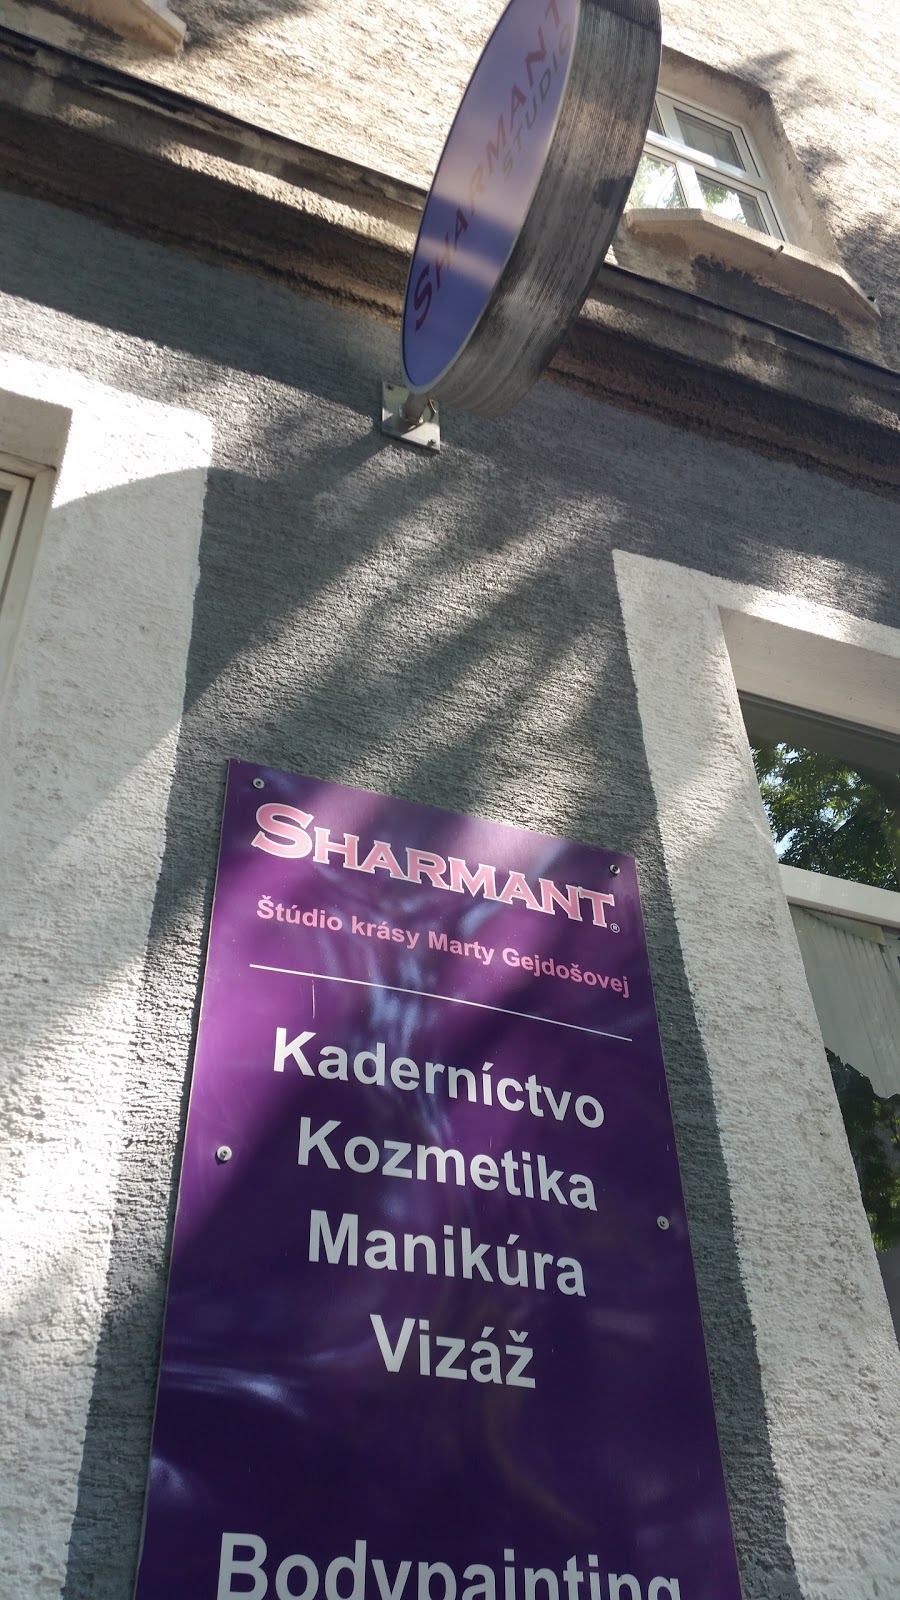 SHARMANT
STUDIO
SHARMANT®
Štúdio krásy Marty Gejdošovej
Kaderníctvo
Kozmetika
Manikúra
Vizáž
Bodypainting